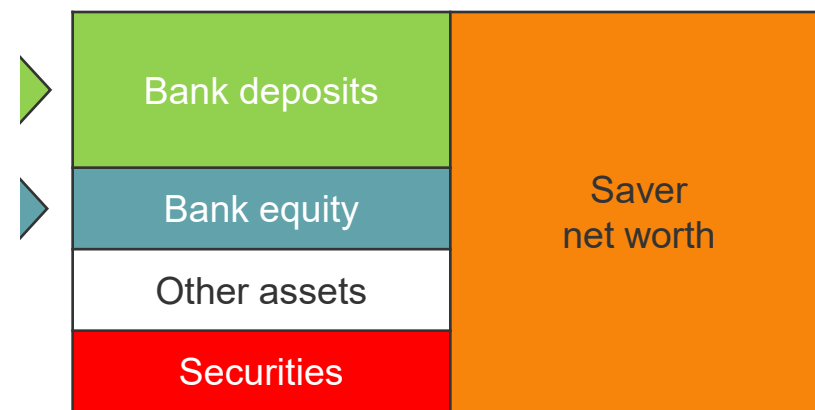 Bank deposits
Bank equity
Other assets
Securities
Saver
net worth